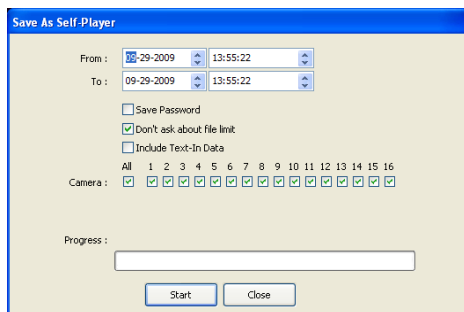 Save As Self-Player
From : 09-29-2009 13:55:22
To : 09-29-2009 13:55:22
Save Password
Don't ask about file limit
Include Text-In Data
All 1 2 3 4 5 6 7 8 9 10 11 12 13 14 15 16
Camera :
Progress :
Start Close